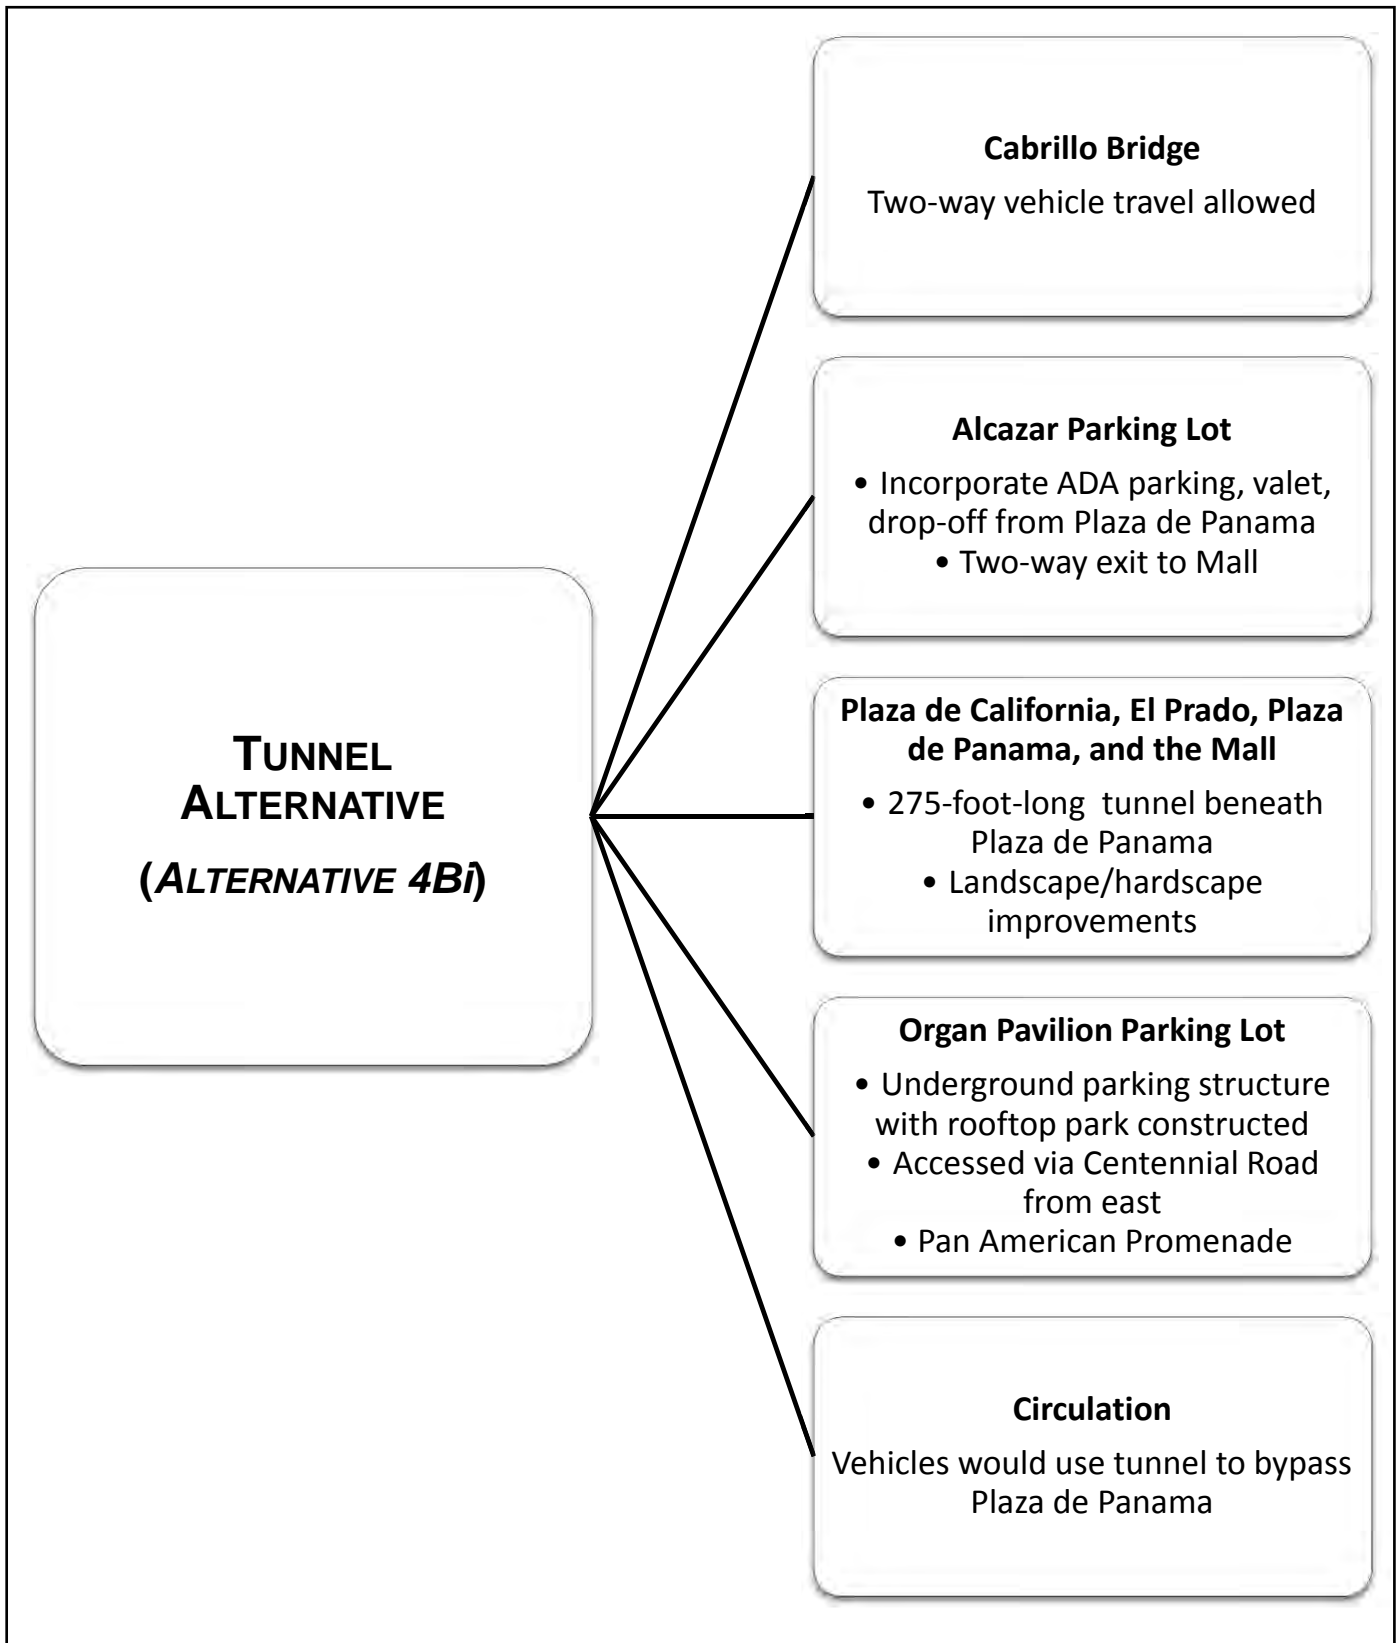 TUNNEL
ALTERNATIVE
(ALTERNATIVE 4Bi)
Cabrillo Bridge
Two-way vehicle travel allowed
Alcazar Parking Lot
• Incorporate ADA parking, valet,
drop-off from Plaza de Panama
• Two-way exit to Mall
Plaza de California, El Prado, Plaza
de Panama, and the Mall
• 275-foot-long tunnel beneath
Plaza de Panama
• Landscape/hardscape
improvements
Organ Pavilion Parking Lot
• Underground parking structure
with rooftop park constructed
• Accessed via Centennial Road
from east
• Pan American Promenade
Circulation
Vehicles would use tunnel to bypass
Plaza de Panama